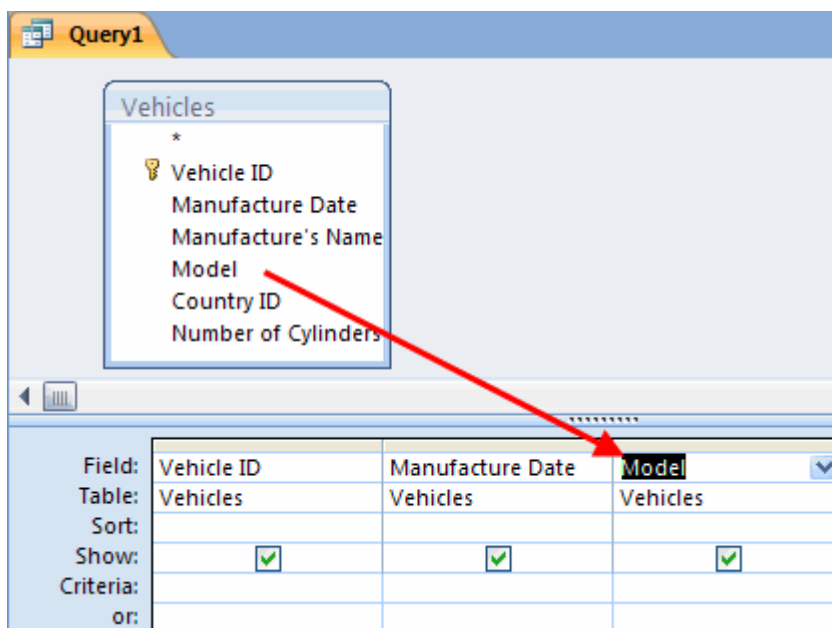 Query1
Vehicles
*
Vehicle ID
Manufacture Date
Manufacture's Name
Model
Country ID
Number of Cylinders
Field: Vehicle ID Manufacture Date Model
Table: Vehicles Vehicles Vehicles
Sort:
Show:
Criteria:
or: